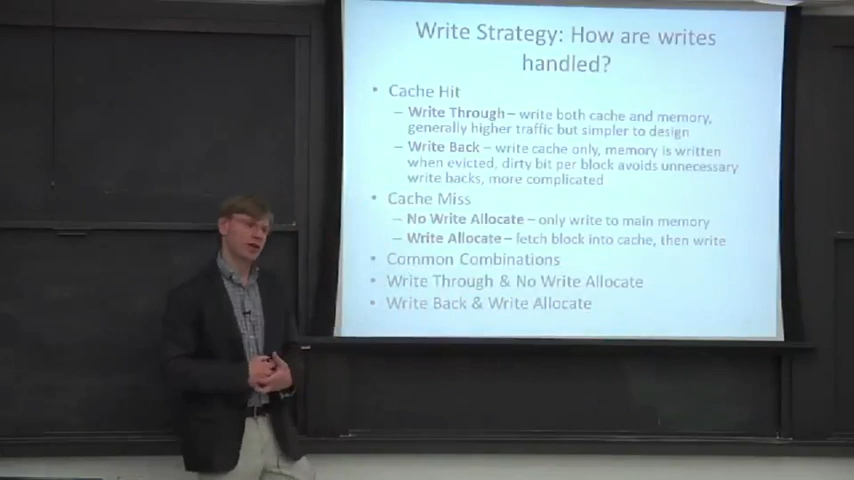 Write Strategy: How are writes
handled?
• Cache Hit
– Write Through – write both cache and memory,
generally higher traffic but simpler to design
– Write Back – write cache only, memory is written
when evicted, dirty bit per block avoids unnecessary
write backs, more complicated
• Cache Miss
– No Write Allocate – only write to main memory
– Write Allocate – fetch block into cache, then write
• Common Combinations
• Write Through & No Write Allocate
• Write Back & Write Allocate